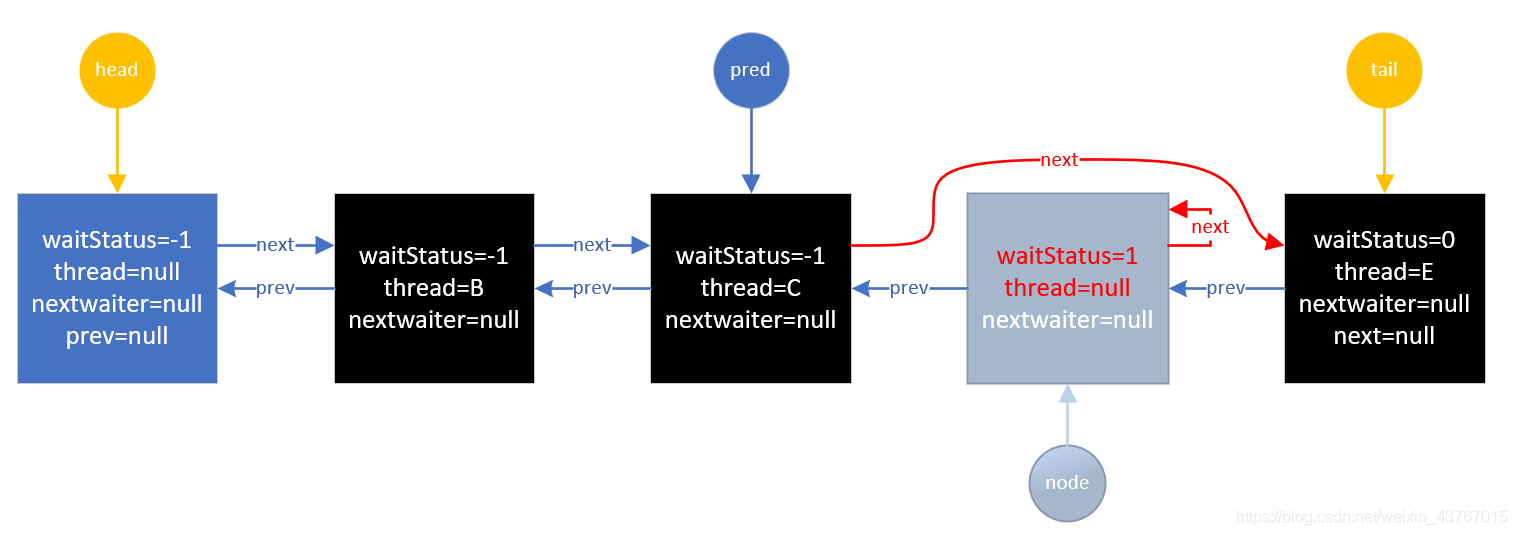 head
pred
tail
next
waitStatus=-1
thread=null
nextwaiter=null
prev=null
next
prev
waitStatus=-1
thread=B
nextwaiter=null
next
prev
waitStatus=-1
thread=C
nextwaiter=null
prev
waitStatus=1
thread=null
nextwaiter=null
next
prev
waitStatus=0
thread=E
nextwaiter=null
next=null
node
https://blog.csdn.net/weixin_43767015